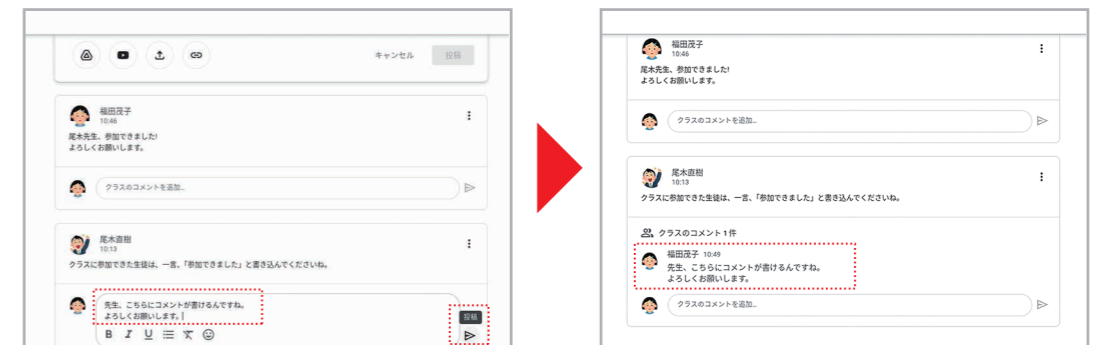 キャンセル 投稿
福田茂子
10:46
尾木先生、参加できました!
よろしくお願いします。
クラスのコメントを追加...
尾木直樹
10:13
クラスに参加できた生徒は、一言、「参加できました」と書き込んでくださいね。
先生、こちらにコメントが書けるんですね。
よろしくお願いします。
投稿
B I U
福田茂子
10:46
尾木先生、参加できました!
よろしくお願いします。
クラスのコメントを追加...
尾木直樹
10:13
クラスに参加できた生徒は、一言、「参加できました」と書き込んでくださいね。
クラスのコメント 1 件
福田茂子 10:49
先生、こちらにコメントが書けるんですね。
よろしくお願いします。
クラスのコメントを追加...